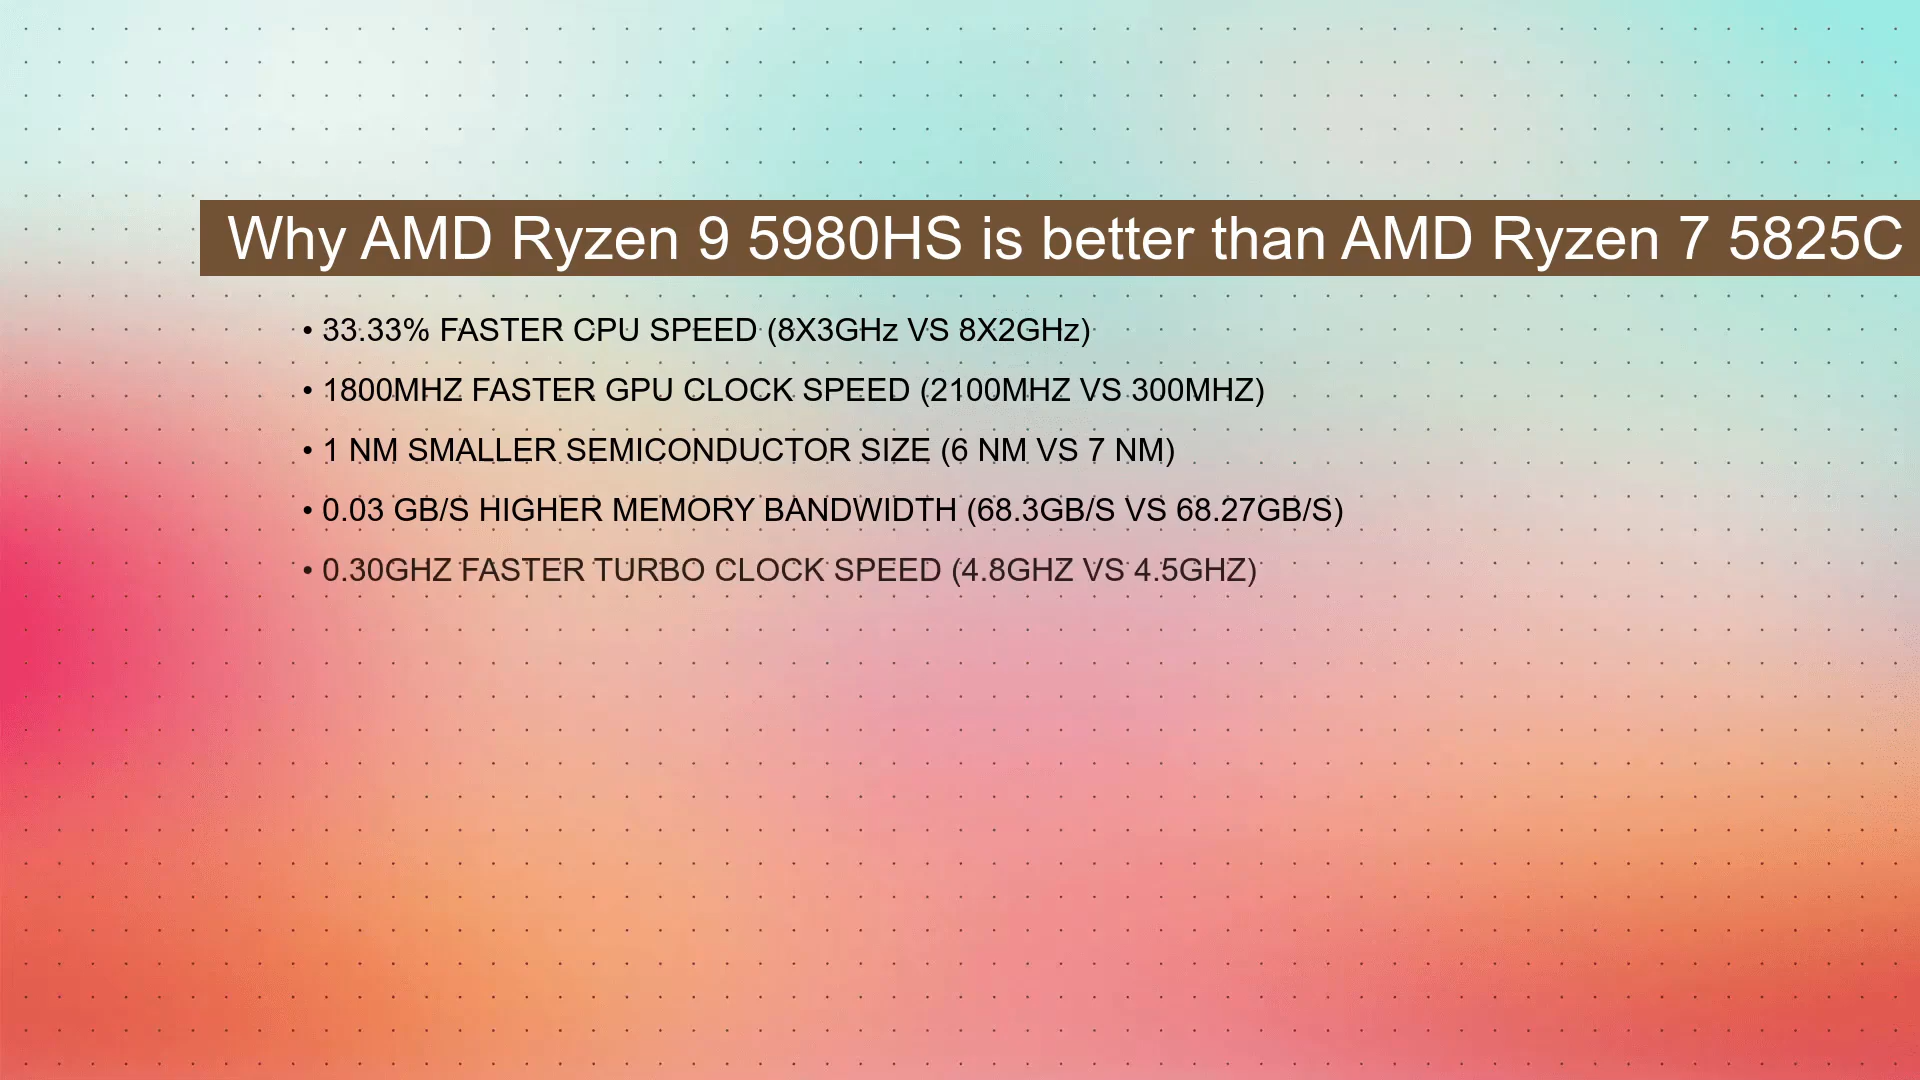 Why AMD Ryzen 9 5980HS is better than AMD Ryzen 7 5825C
• 33.33% FASTER CPU SPEED (8X3GHz VS 8X2GHz)
• 1800MHZ FASTER GPU CLOCK SPEED (2100MHZ VS 300MHZ)
• 1 NM SMALLER SEMICONDUCTOR SIZE (6 NM VS 7 NM)
• 0.03 GB/S HIGHER MEMORY BANDWIDTH (68.3GB/S VS 68.27GB/S)
• 0.30GHZ FASTER TURBO CLOCK SPEED (4.8GHZ VS 4.5GHZ)